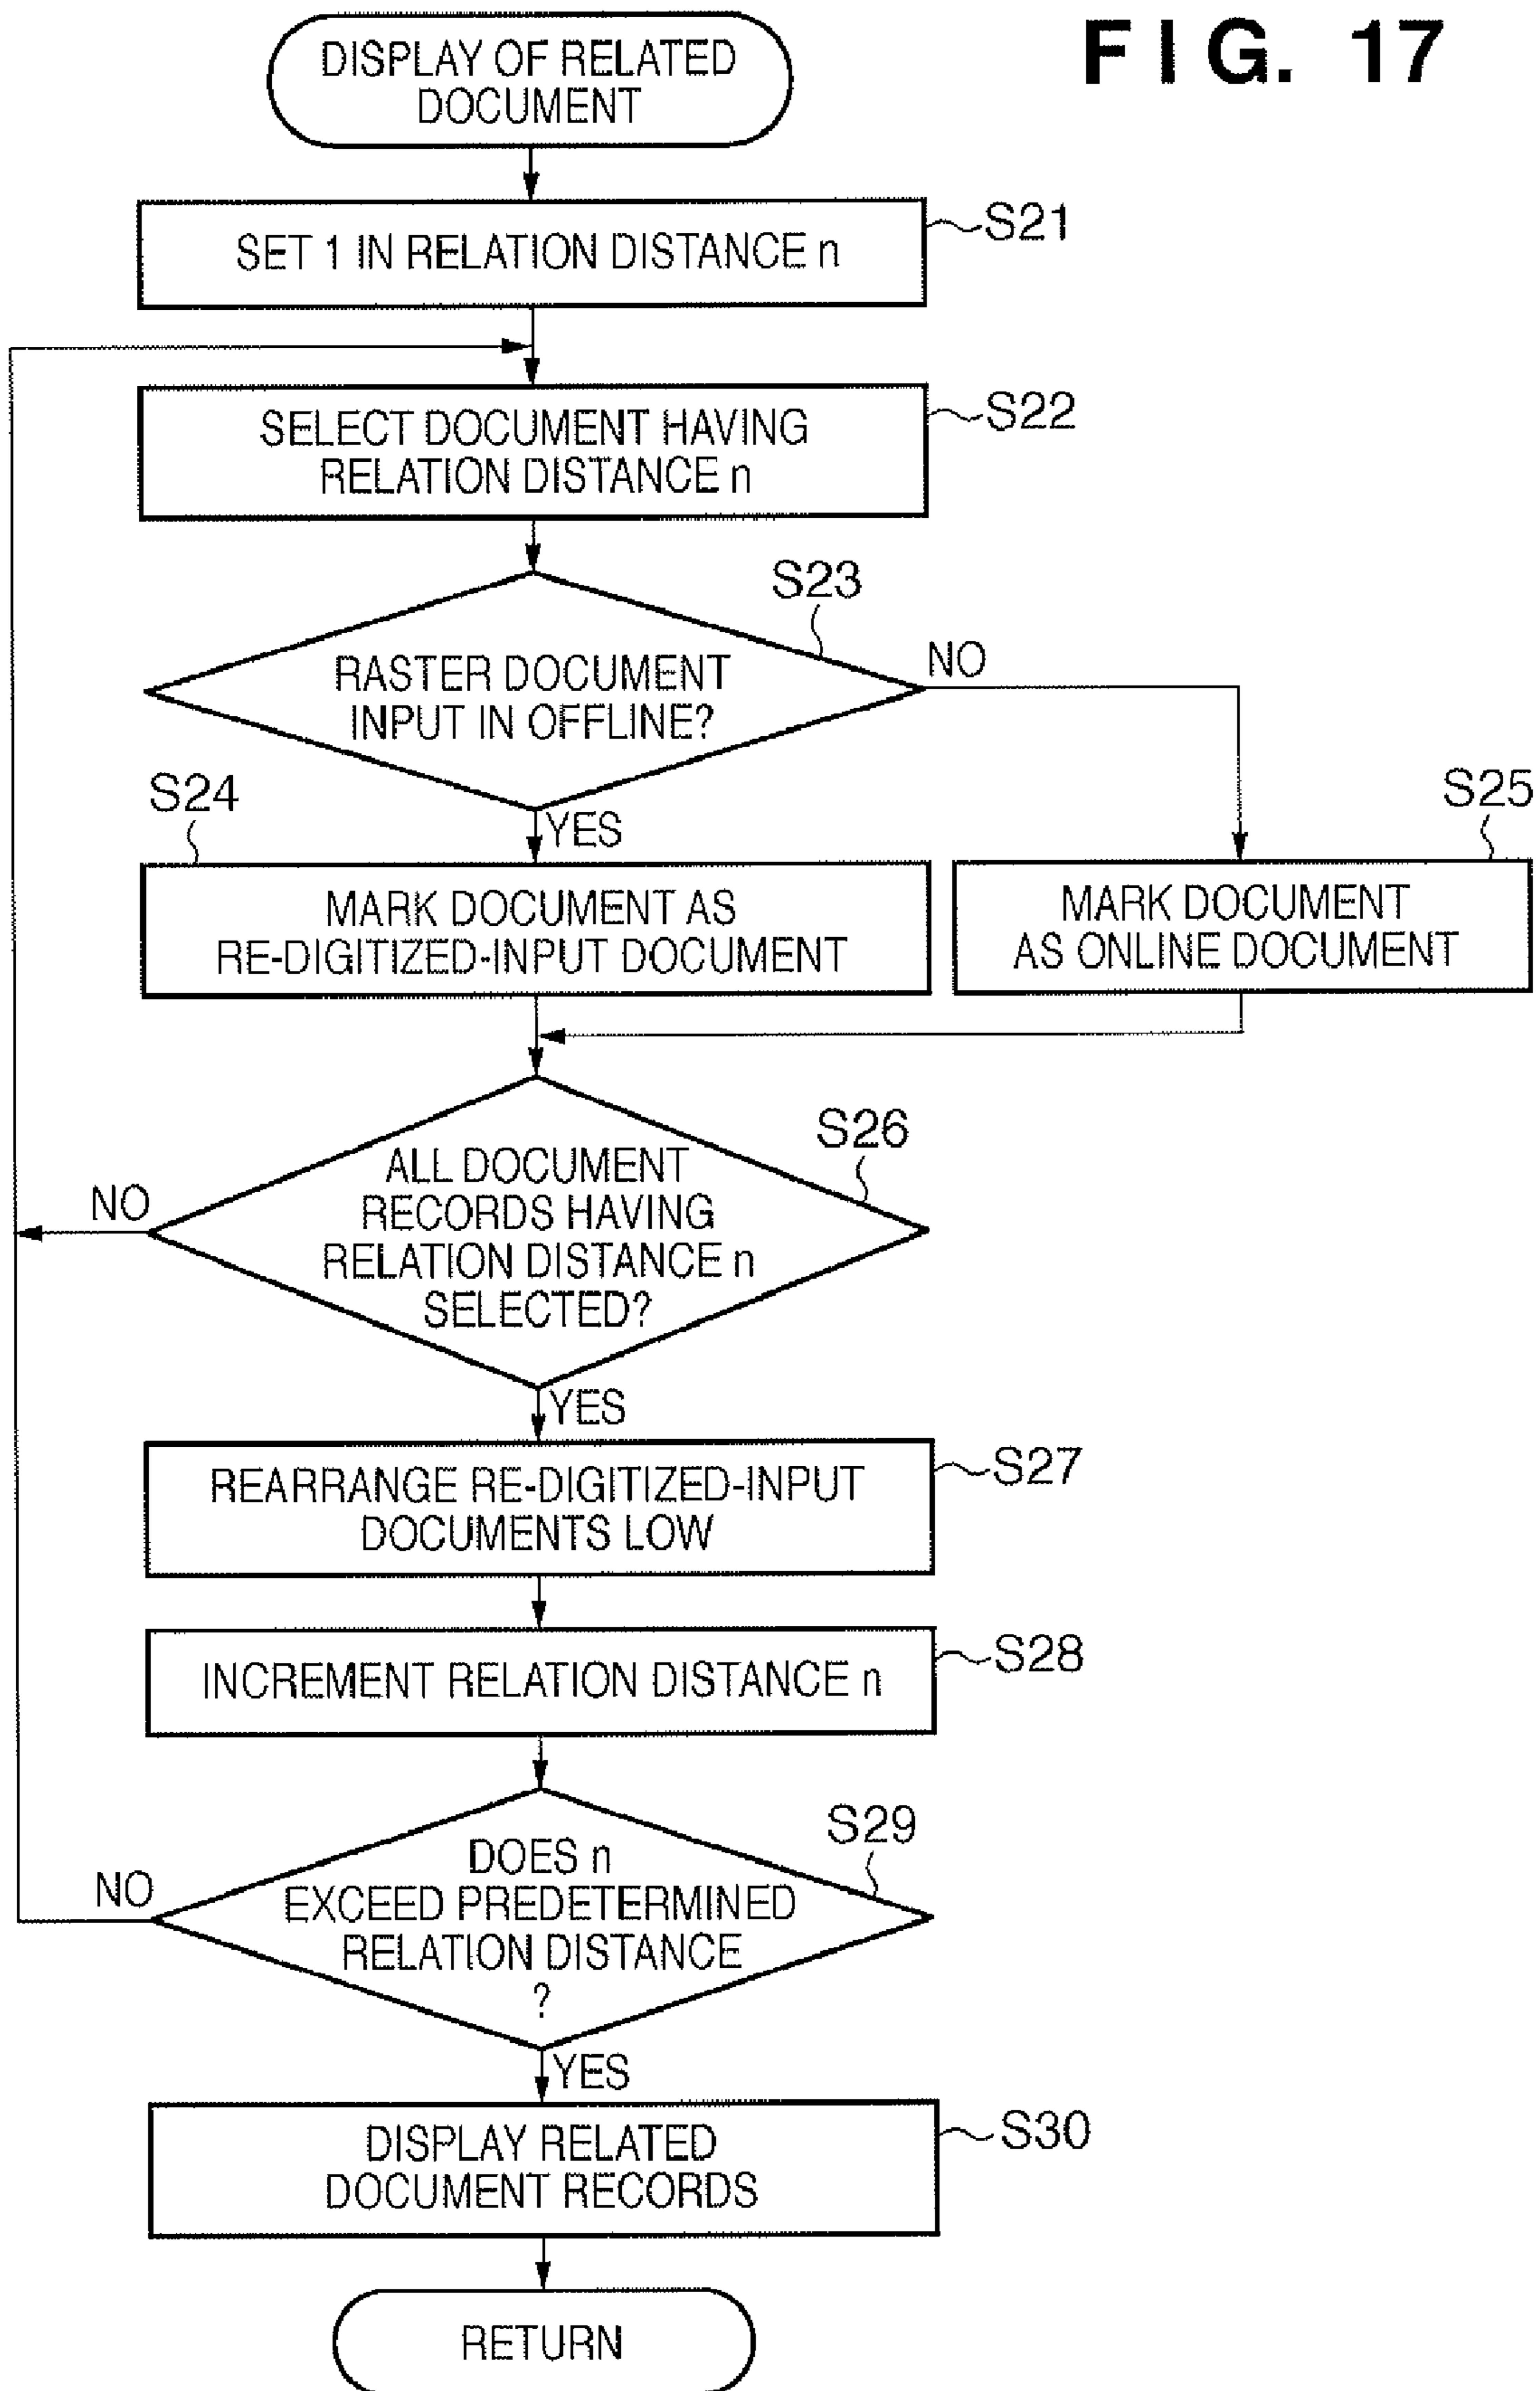 FIG. 17
DISPLAY OF RELATED
DOCUMENT
S21
SET 1 IN RELATION DISTANCE n
S22
SELECT DOCUMENT HAVING
RELATION DISTANCE n
S23
RASTER DOCUMENT
INPUT IN OFFLINE?
NO
YES
S24
MARK DOCUMENT AS
RE-DIGITIZED-INPUT DOCUMENT
S25
MARK DOCUMENT
AS ONLINE DOCUMENT
S26
ALL DOCUMENT
RECORDS HAVING
RELATION DISTANCE n
SELECTED?
NO
YES
S27
REARRANGE RE-DIGITIZED-INPUT
DOCUMENTS LOW
S28
INCREMENT RELATION DISTANCE n
S29
DOES n
EXCEED PREDETERMINED
RELATION DISTANCE
?
NO
YES
S30
DISPLAY RELATED
DOCUMENT RECORDS
RETURN